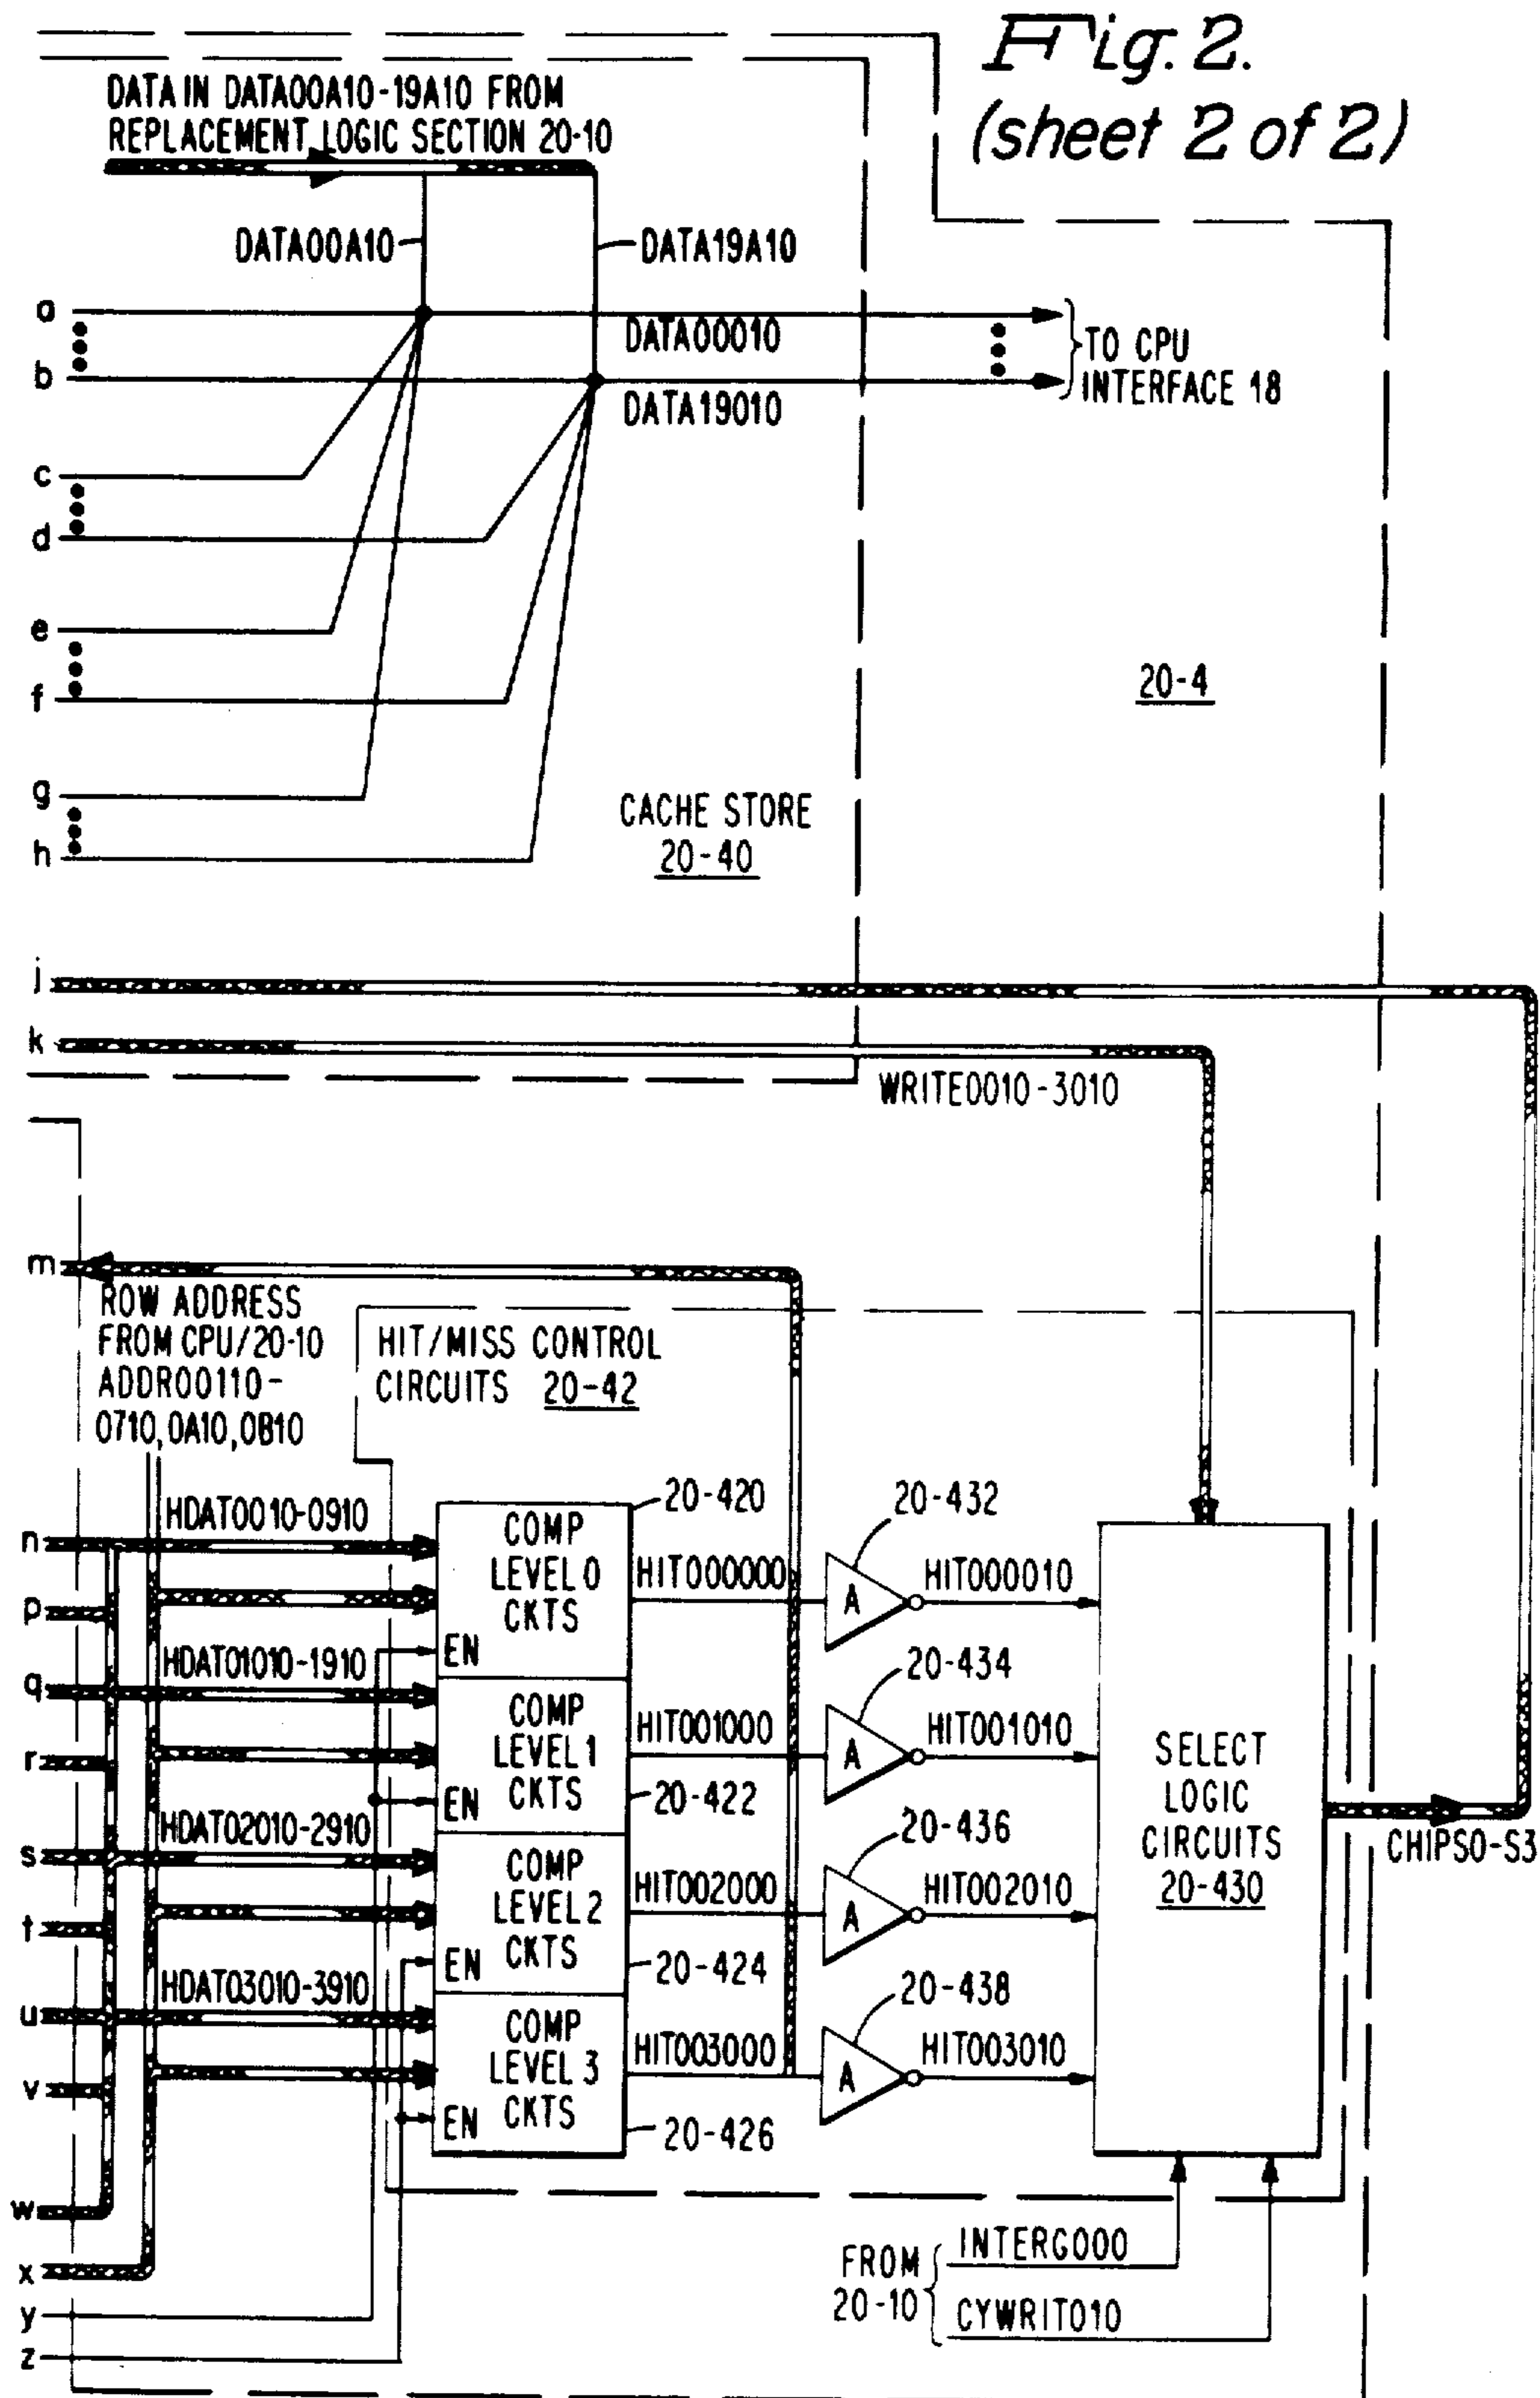 Fig. 2.
(sheet 2 of 2)
DATA IN DATA00A10-19A10 FROM
REPLACEMENT LOGIC SECTION 20-10
DATA00A10
DATA19A10
a
DATA00010
b
TO CPU
INTERFACE 18
DATA19010
c
d
e
f
20-4
g
h
CACHE STORE
20-40
j
k
WRITE0010-3010
m
ROW ADDRESS
FROM CPU/20-10
ADDR00110-
0710,0A10,0B10
HIT/MISS CONTROL
CIRCUITS 20-42
n
HDAT0010-0910
COMP
LEVEL 0
CKTS
EN
20-420
HIT000000
20-432
A
HIT000010
p
q
HDAT01010-1910
COMP
LEVEL 1
CKTS
EN
HIT001000
20-422
20-434
A
HIT001010
r
s
HDAT02010-2910
COMP
LEVEL 2
CKTS
EN
HIT002000
20-424
20-436
A
HIT002010
t
u
HDAT03010-3910
COMP
LEVEL 3
CKTS
EN
HIT003000
20-426
20-438
A
HIT003010
v
SELECT
LOGIC
CIRCUITS
20-430
CHIPS0-S3
w
x
y
z
FROM
20-10
INTERG000
CYWRIT010